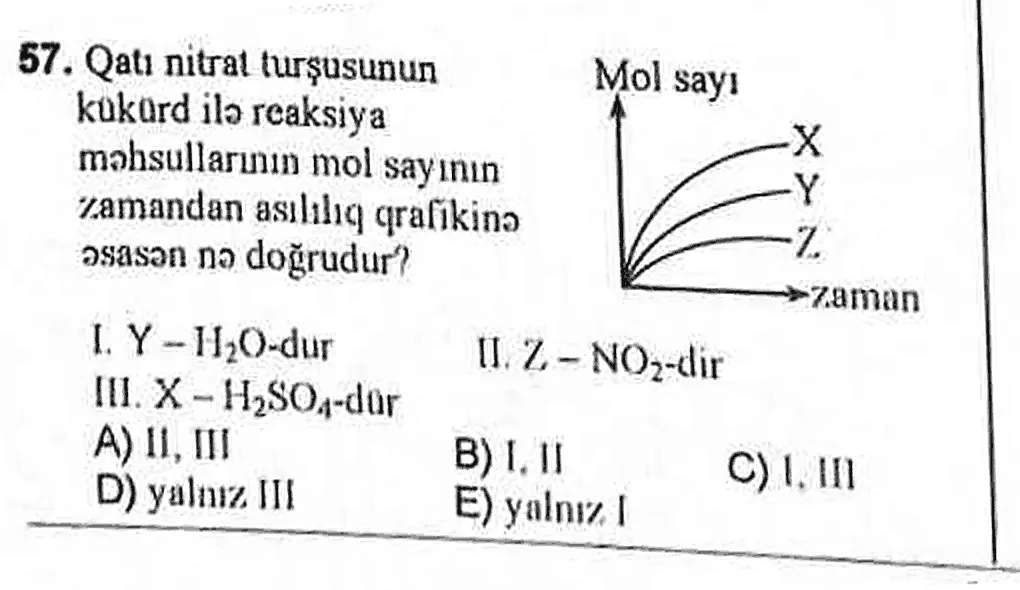 57. Qatı nitrat turşusunun
kükürd ilə reaksiya
məhsullarının mol sayının
zamandan asılılıq qrafikinə
əsasən nə doğrudur?
Mol sayı
X
Y
Z
zaman
I. Y – H₂O-dur
II. Z – NO₂-dir
III. X – H₂SO₄-dür
A) II, III
B) I, II
C) I, III
D) yalnız III
E) yalnız I